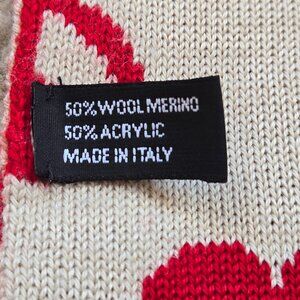 50% WOOL MERINO
50% ACRYLIC
MADE IN ITALY